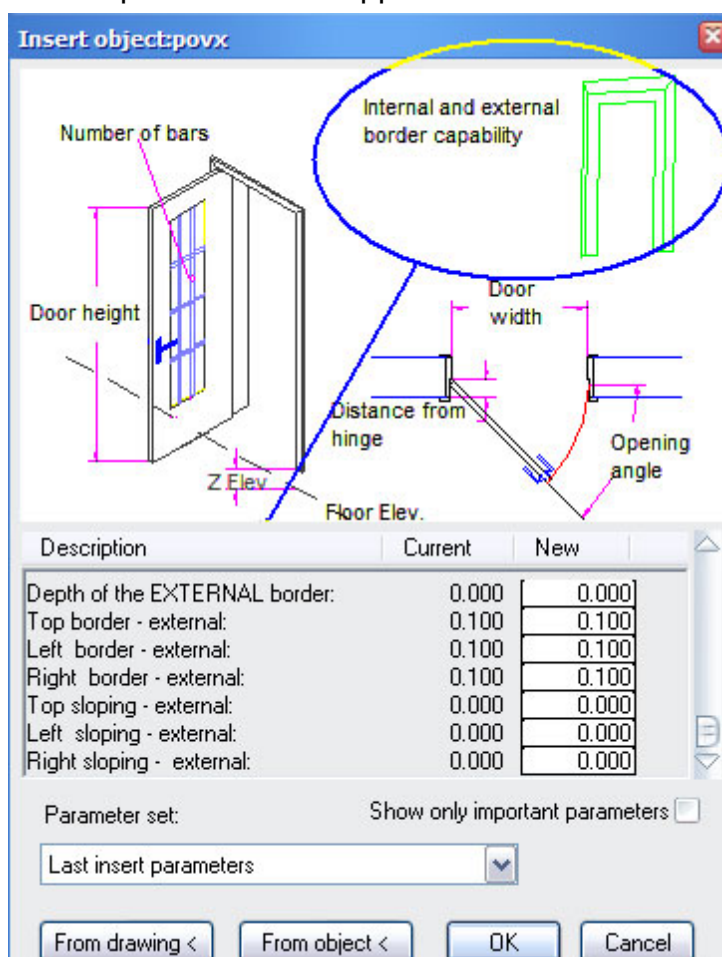 Insert object:povx
Number of bars
Internal and external
border capability
Door height
Door
width
Distance from
hinge
Opening
angle
Z Elev
Floor Elev.
Description Current New
Depth of the EXTERNAL border: 0.000 0.000
Top border - external: 0.100 0.100
Left border - external: 0.100 0.100
Right border - external: 0.100 0.100
Top sloping - external: 0.000 0.000
Left sloping - external: 0.000 0.000
Right sloping - external: 0.000 0.000
Parameter set: Show only important parameters
Last insert parameters
From drawing < From object < OK Cancel